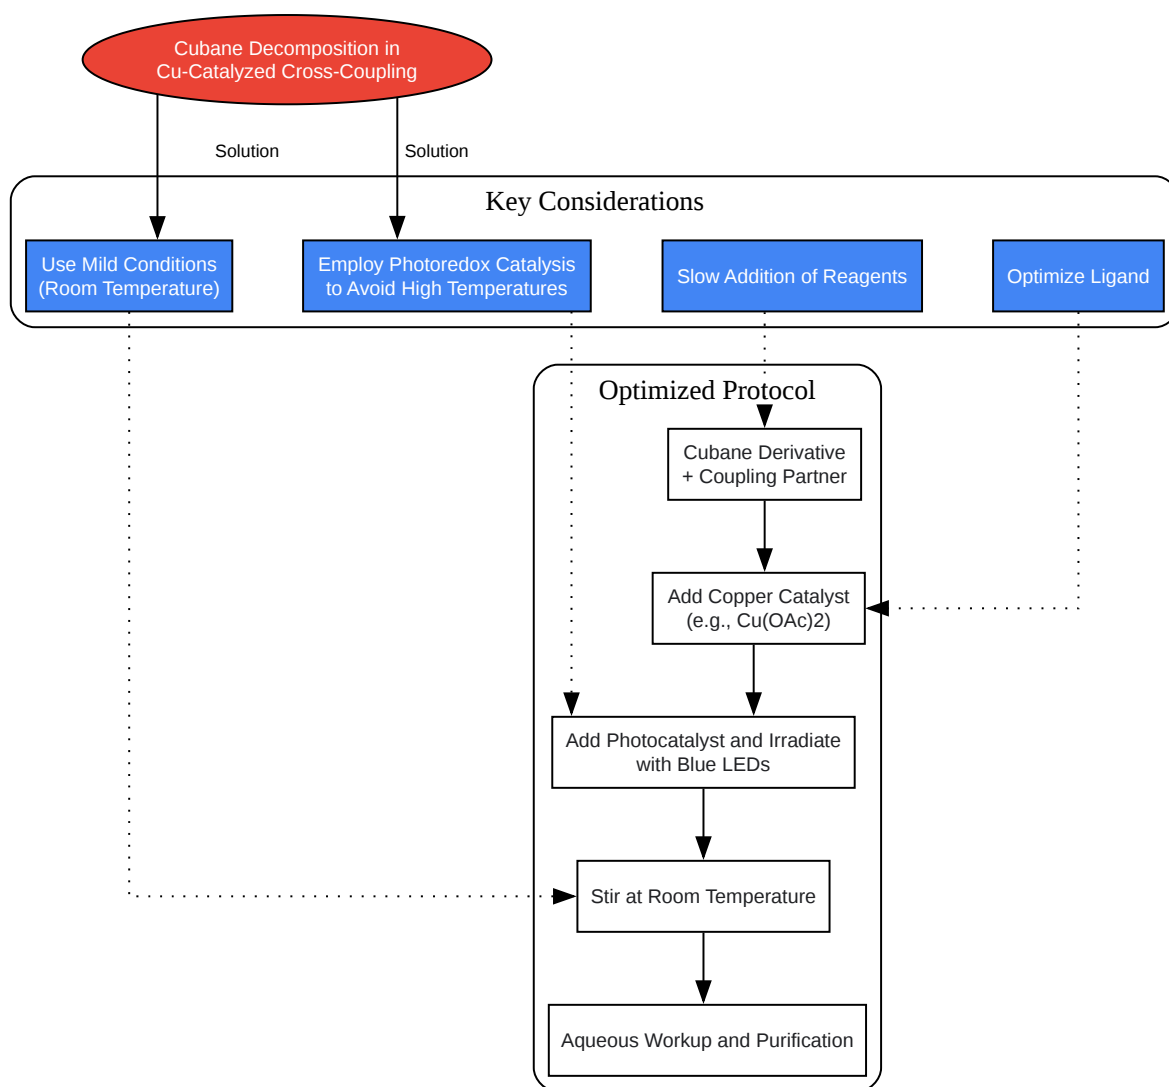 Cubane Decomposition in
Cu-Catalyzed Cross-Coupling
Solution
Solution
Key Considerations
Use Mild Conditions
(Room Temperature)
Employ Photoredox Catalysis
to Avoid High Temperatures
Slow Addition of Reagents
Optimize Ligand
Optimized Protocol
Cubane Derivative
+ Coupling Partner
Add Copper Catalyst
(e.g., Cu(OAc)2)
Add Photocatalyst and Irradiate
with Blue LEDs
Stir at Room Temperature
Aqueous Workup and Purification